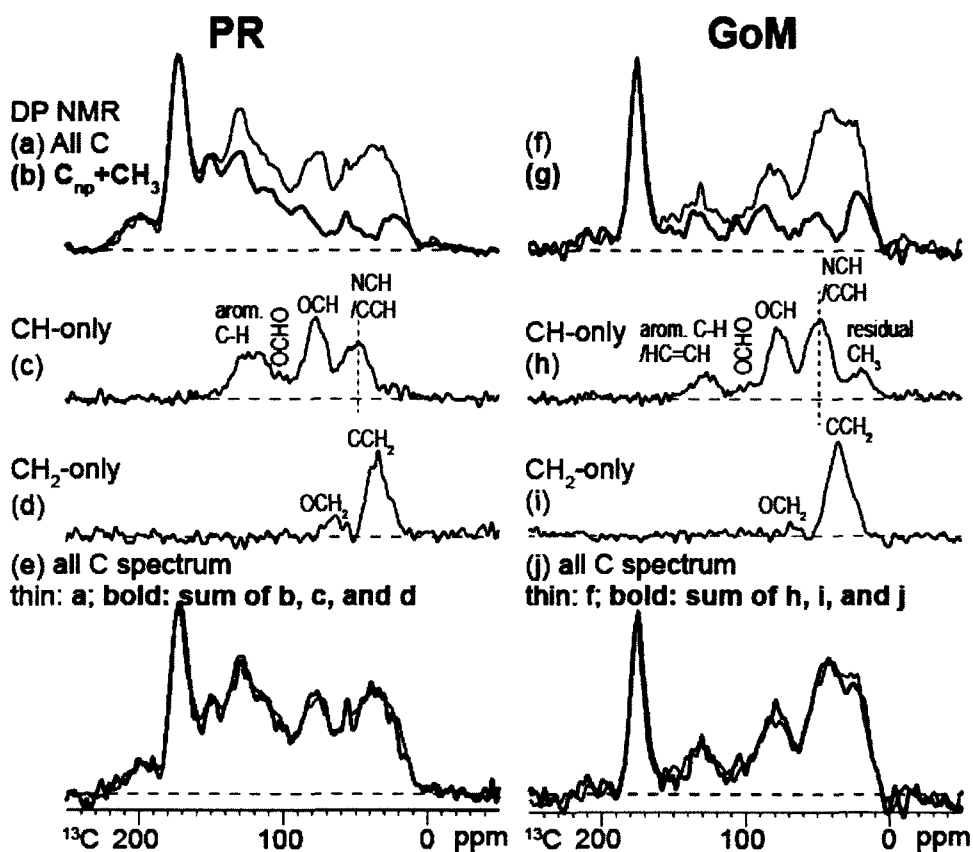 PR
GoM
DP NMR
(a) All C
(b) Cnp+CH3
(f)
(g)
CH-only
(c)
arom.
C-H
OCHO
OCH
NCH
/CCH
CH-only
(h)
arom. C-H
/HC=CH
OCHO
OCH
NCH
/CCH
residual
CH3
CH2-only
(d)
OCH2
CCH2
CH2-only
(i)
OCH2
CCH2
(e) all C spectrum
thin: a; bold: sum of b, c, and d
(j) all C spectrum
thin: f; bold: sum of h, i, and j
13C 200 100 0 ppm
13C 200 100 0 ppm